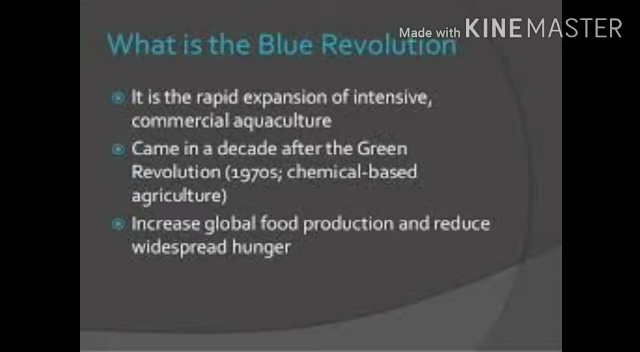 Made with KINEMASTER
What is the Blue Revolution
It is the rapid expansion of intensive,
commercial aquaculture
Came in a decade after the Green
Revolution (1970s; chemical-based
agriculture)
Increase global food production and reduce
widespread hunger